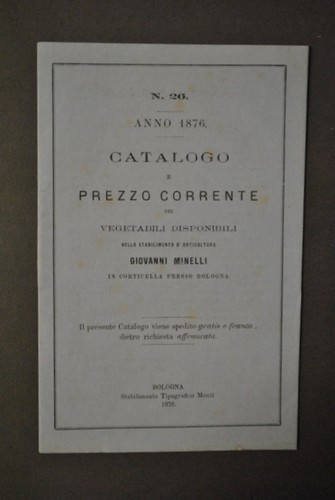 N. 26.
ANNO 1876.
CATALOGO
E
PREZZO CORRENTE
DEI
VEGETABILI DISPONIBILI
NELLO STABILIMENTO D'ORTICOLTURA
GIOVANNI MINELLI
IN CORTICELLA PRESSO BOLOGNA
Il presente Catalogo viene spedito gratis e franco,
dietro richiesta affrancata.
BOLOGNA
Stabilimento Tipografico Monti
1876.